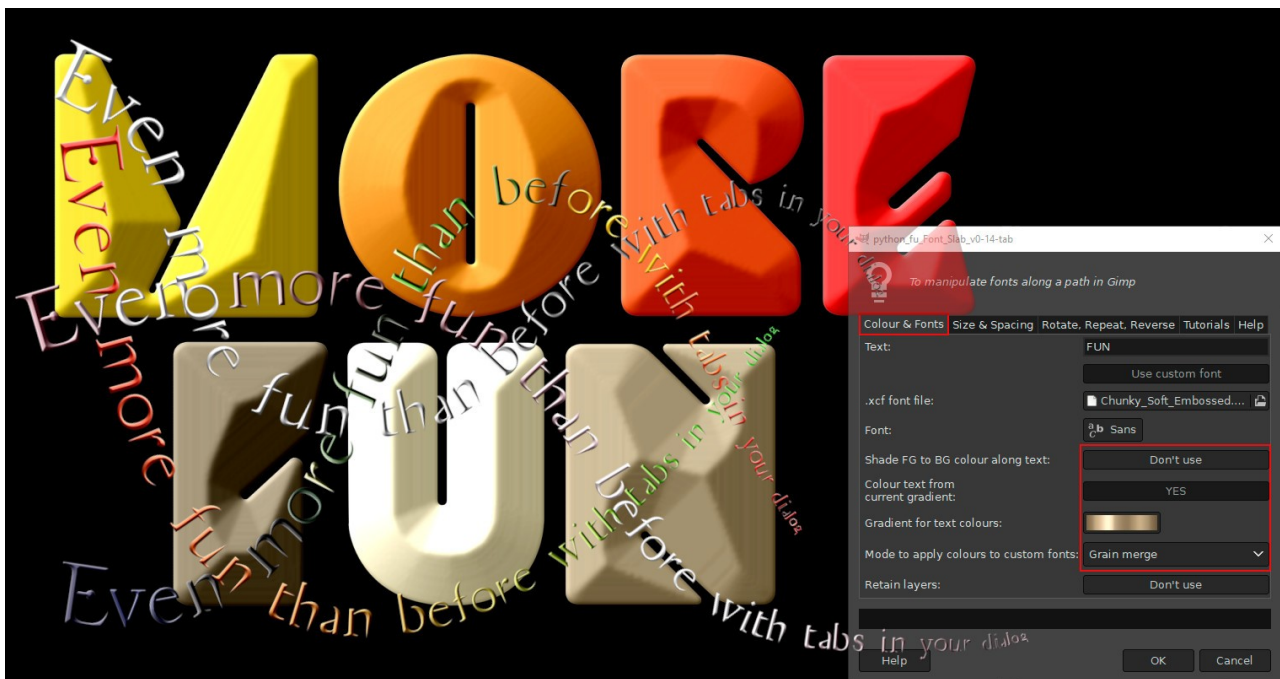 MORE
FUN
Even more fun than before with tabs in your dialog
Even more fun than before with tabs in your dialog
Even more fun than before with tabs in your dialog
Even more fun than before with tabs in your dialog
python_fu_Font_Slab_v0-14-tab
To manipulate fonts along a path in Gimp
Colour & Fonts Size & Spacing Rotate, Repeat, Reverse Tutorials Help
Text: FUN
Use custom font
.xcf font file: Chunky_Soft_Embossed....
Font: Sans
Shade FG to BG colour along text: Don't use
Colour text from
current gradient: YES
Gradient for text colours:
Mode to apply colours to custom fonts: Grain merge
Retain layers: Don't use
Help OK Cancel